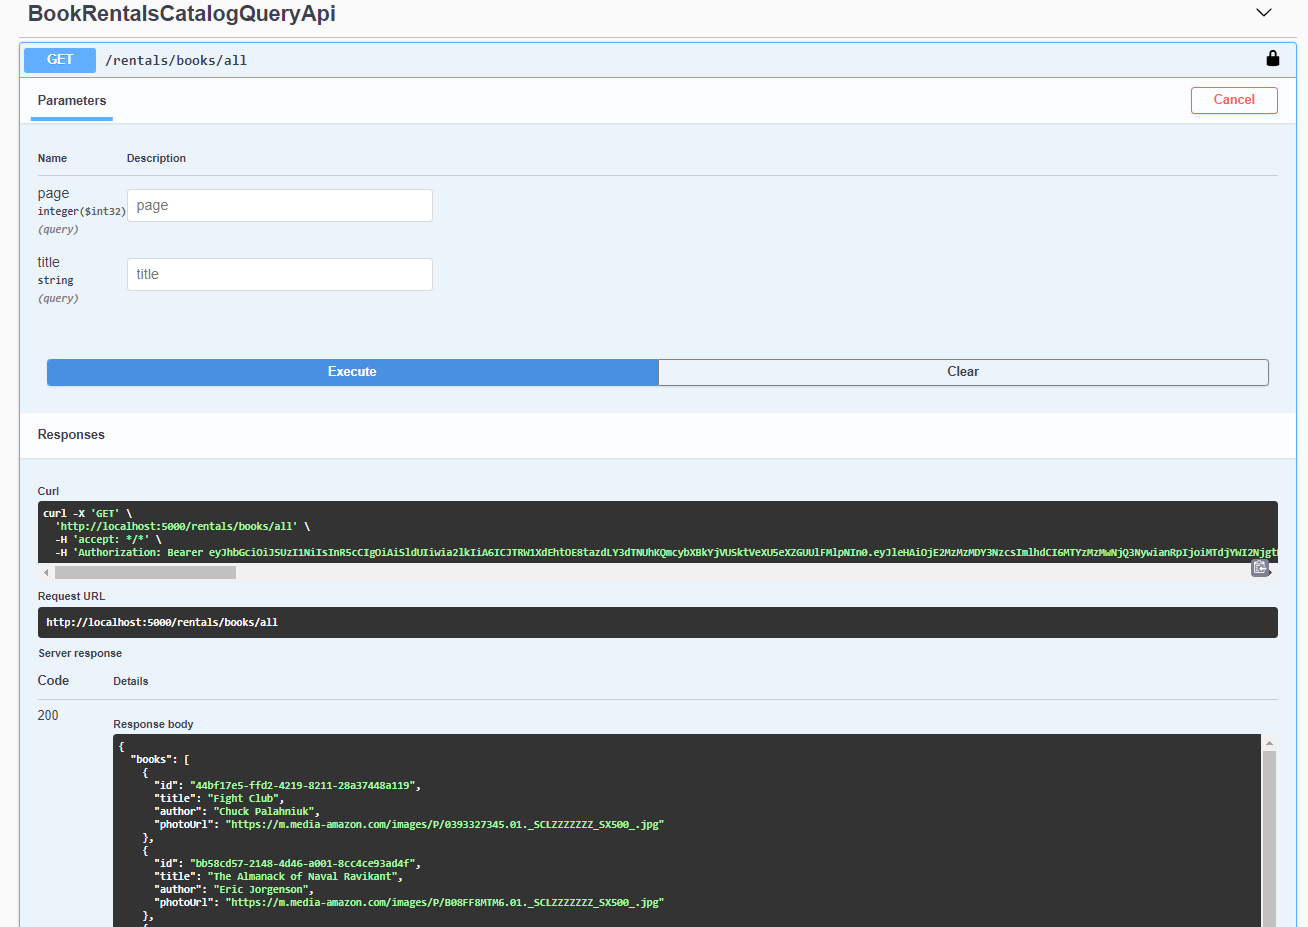 BookRentalsCatalogQueryApi
GET /rentals/books/all
Parameters
Cancel
Name Description
page
integer($int32)
(query)
page
title
string
(query)
title
Execute Clear
Responses
Curl
curl -X 'GET' \
'http://localhost:5000/rentals/books/all' \
-H 'accept: */*' \
-H 'Authorization: Bearer
Request URL
http://localhost:5000/rentals/books/all
Server response
Code Details
200
Response body
{
"books": [
{
"id": "44bf17e5-ffd2-4219-8211-28a37448a119",
"title": "Fight Club",
"author": "Chuck Palahniuk",
"photoUrl": "https://m.media-amazon.com/images/P/0393327345.01._SCLZZZZZZZ_SX500_.jpg"
},
{
"id": "bb58cd57-2148-4d46-a001-8cc4ce93ad4f",
"title": "The Almanack of Naval Ravikant",
"author": "Eric Jorgenson",
"photoUrl": "https://m.media-amazon.com/images/P/B08FF8MTM6.01._SCLZZZZZZZ_SX500_.jpg"
},